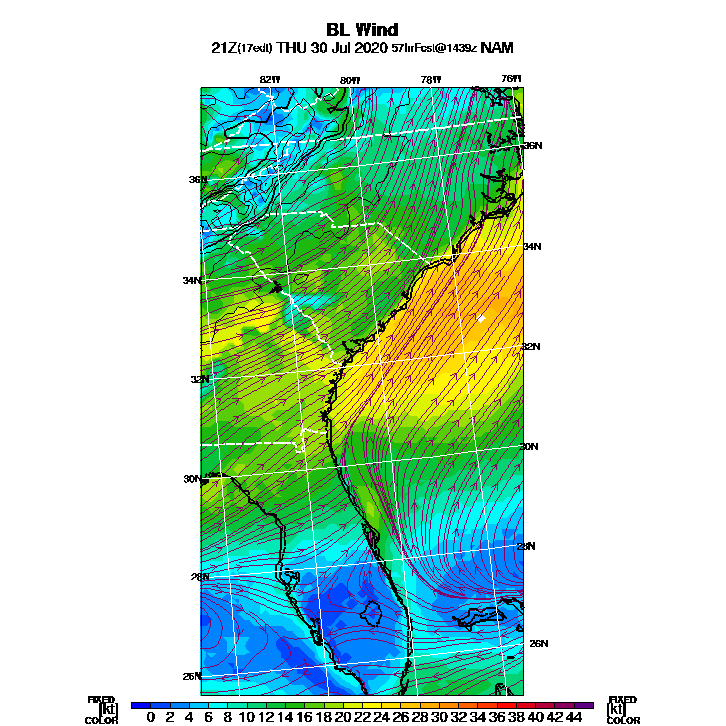 BL Wind
21Z(17edt) THU 30 Jul 2020 57hrFcst@1439z NAM
82W 80W 78W 76W
36N
36N
34N
34N
32N
32N
30N
30N
28N
28N
26N
26N
FIXED FIXED
[kt] 0 2 4 6 8 10 12 14 16 18 20 22 24 26 28 30 32 34 36 38 40 42 44 [kt]
COLOR COLOR